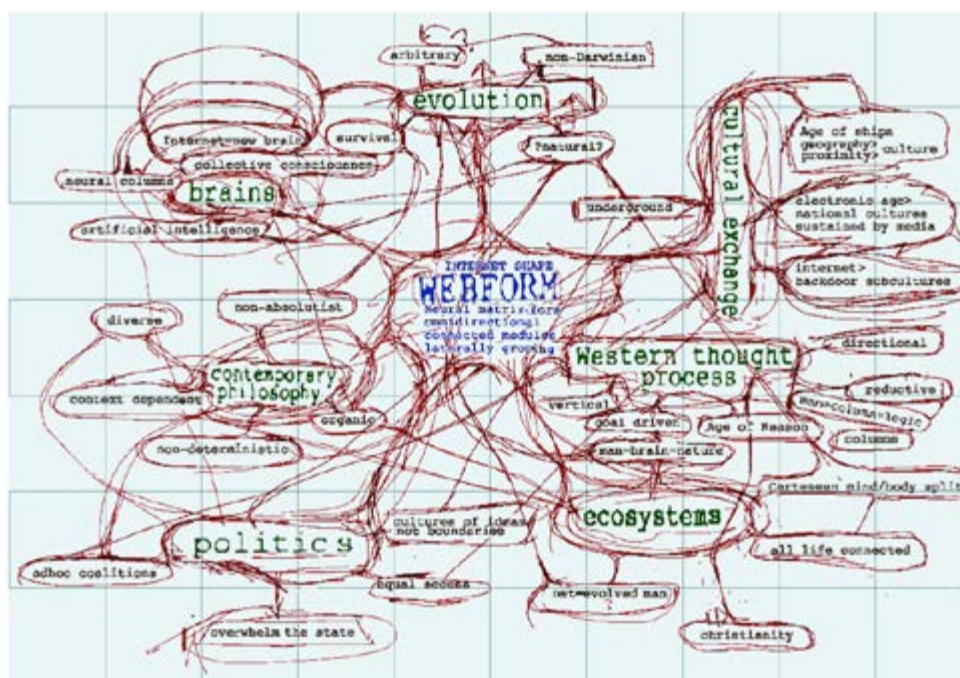 arbitrary
non-Darwinian
evolution
Internet=new brain
survival
?natural?
collective consciousness
neural columns
brains
artificial intelligence
underground
cultural exchange
Age of ships
geography>
proximity>
culture
electronic age>
national cultures
sustained by media
internet>
backdoor subcultures
INTERNET SHAPE
WEBFORM
Neural matrix
omnidirectional
connected modules
laterally growing
non-absolutist
diverse
contemporary
philosophy
context dependent
organic
non-deterministic
Western thought
process
directional
vertical
reductive
goal driven
Age of Reason
columns
man-brain-nature
Cartesean mind/body split
ecosystems
all life connected
net=evolved man
christianity
cultures of ideas
not boundaries
politics
adhoc coalitions
equal access
overwhelm the state